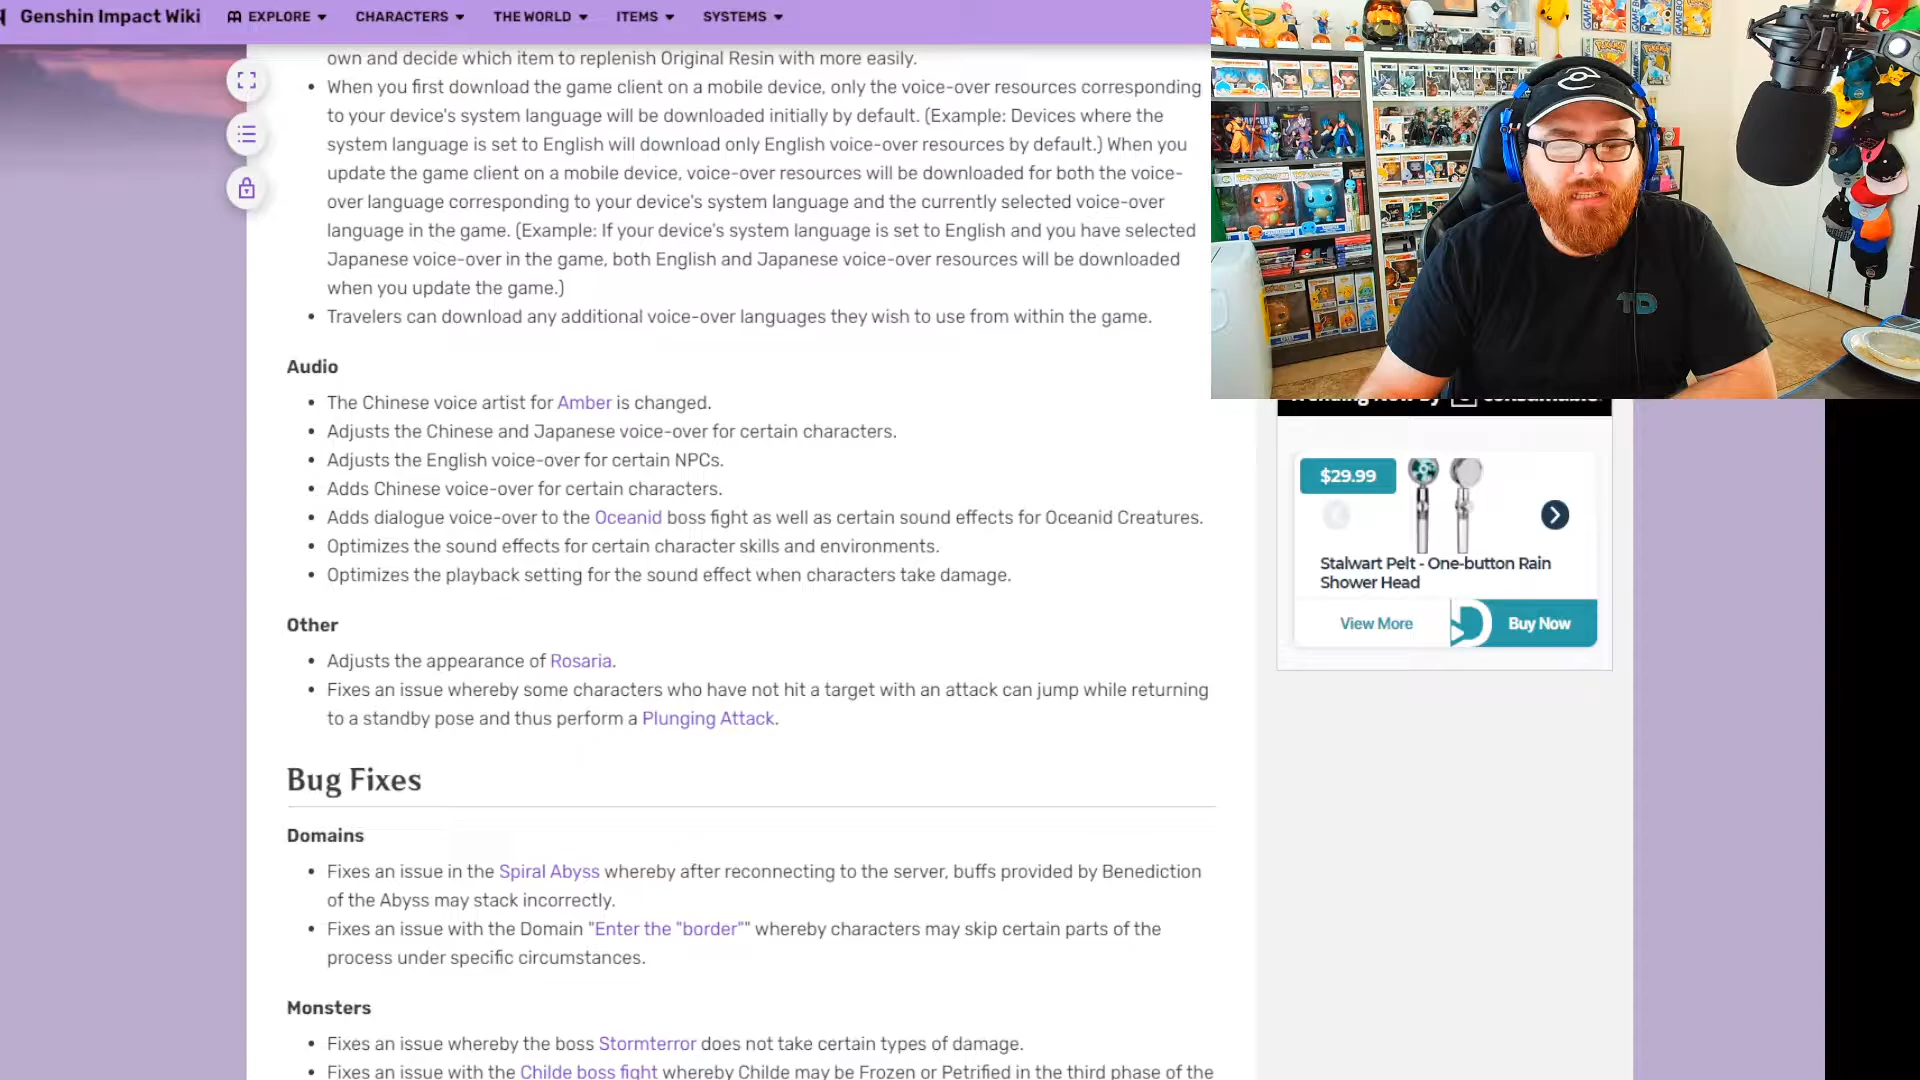 Genshin Impact Wiki
EXPLORE
CHARACTERS
THE WORLD
ITEMS
SYSTEMS
own and decide which item to replenish Original Resin with more easily.
When you first download the game client on a mobile device, only the voice-over resources corresponding
to your device's system language will be downloaded initially by default. (Example: Devices where the
system language is set to English will download only English voice-over resources by default.) When you
update the game client on a mobile device, voice-over resources will be downloaded for both the voice-
over language corresponding to your device's system language and the currently selected voice-over
language in the game. (Example: If your device's system language is set to English and you have selected
Japanese voice-over in the game, both English and Japanese voice-over resources will be downloaded
when you update the game.)
Travelers can download any additional voice-over languages they wish to use from within the game.
Audio
The Chinese voice artist for Amber is changed.
Adjusts the Chinese and Japanese voice-over for certain characters.
Adjusts the English voice-over for certain NPCs.
Adds Chinese voice-over for certain characters.
Adds dialogue voice-over to the Oceanid boss fight as well as certain sound effects for Oceanid Creatures.
Optimizes the sound effects for certain character skills and environments.
Optimizes the playback setting for the sound effect when characters take damage.
Other
Adjusts the appearance of Rosaria.
Fixes an issue whereby some characters who have not hit a target with an attack can jump while returning
to a standby pose and thus perform a Plunging Attack.
Bug Fixes
Domains
Fixes an issue in the Spiral Abyss whereby after reconnecting to the server, buffs provided by Benediction
of the Abyss may stack incorrectly.
Fixes an issue with the Domain "Enter the "border"" whereby characters may skip certain parts of the
process under specific circumstances.
Monsters
Fixes an issue whereby the boss Stormterror does not take certain types of damage.
Fixes an issue with the Childe boss fight whereby Childe may be Frozen or Petrified in the third phase of the
TD
$29.99
Stalwart Pelt - One-button Rain
Shower Head
View More
Buy Now